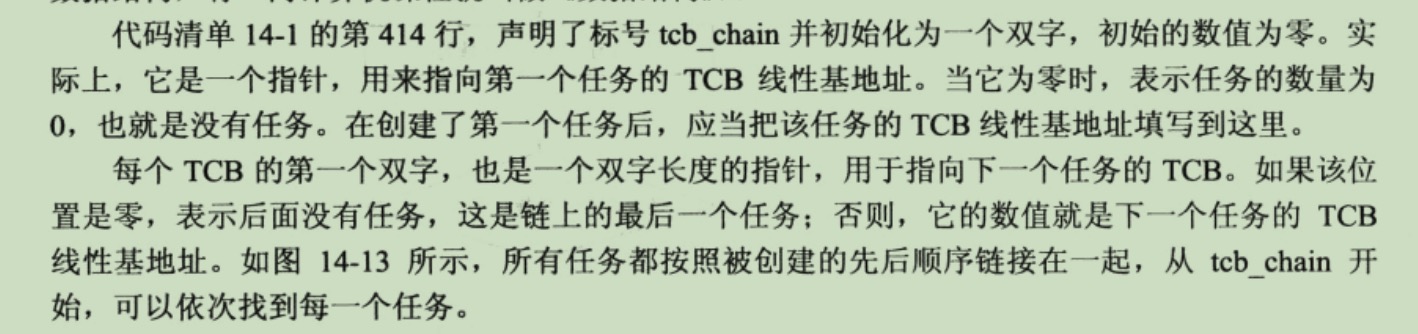 代码清单 14-1 的第 414 行，声明了标号 tcb_chain 并初始化为一个双字，初始的数值为零。实
际上，它是一个指针，用来指向第一个任务的 TCB 线性基地址。当它为零时，表示任务的数量为
0，也就是没有任务。在创建了第一个任务后，应当把该任务的 TCB 线性基地址填写到这里。
每个 TCB 的第一个双字，也是一个双字长度的指针，用于指向下一个任务的 TCB。如果该位
置是零，表示后面没有任务，这是链上的最后一个任务；否则，它的数值就是下一个任务的 TCB
线性基地址。如图 14-13 所示，所有任务都按照被创建的先后顺序链接在一起，从 tcb_chain 开
始，可以依次找到每一个任务。